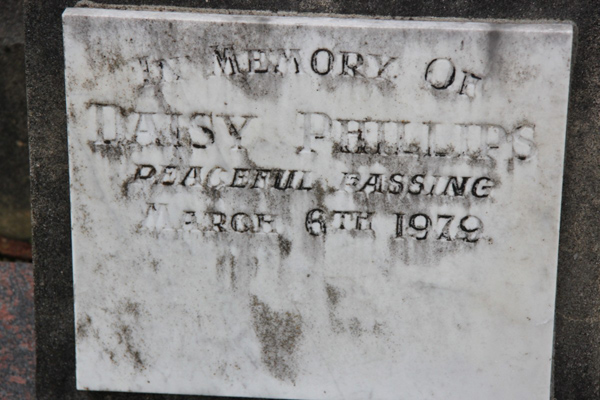 In Memory Of
Daisy Phillips
Peaceful Passing
March 6th 1979